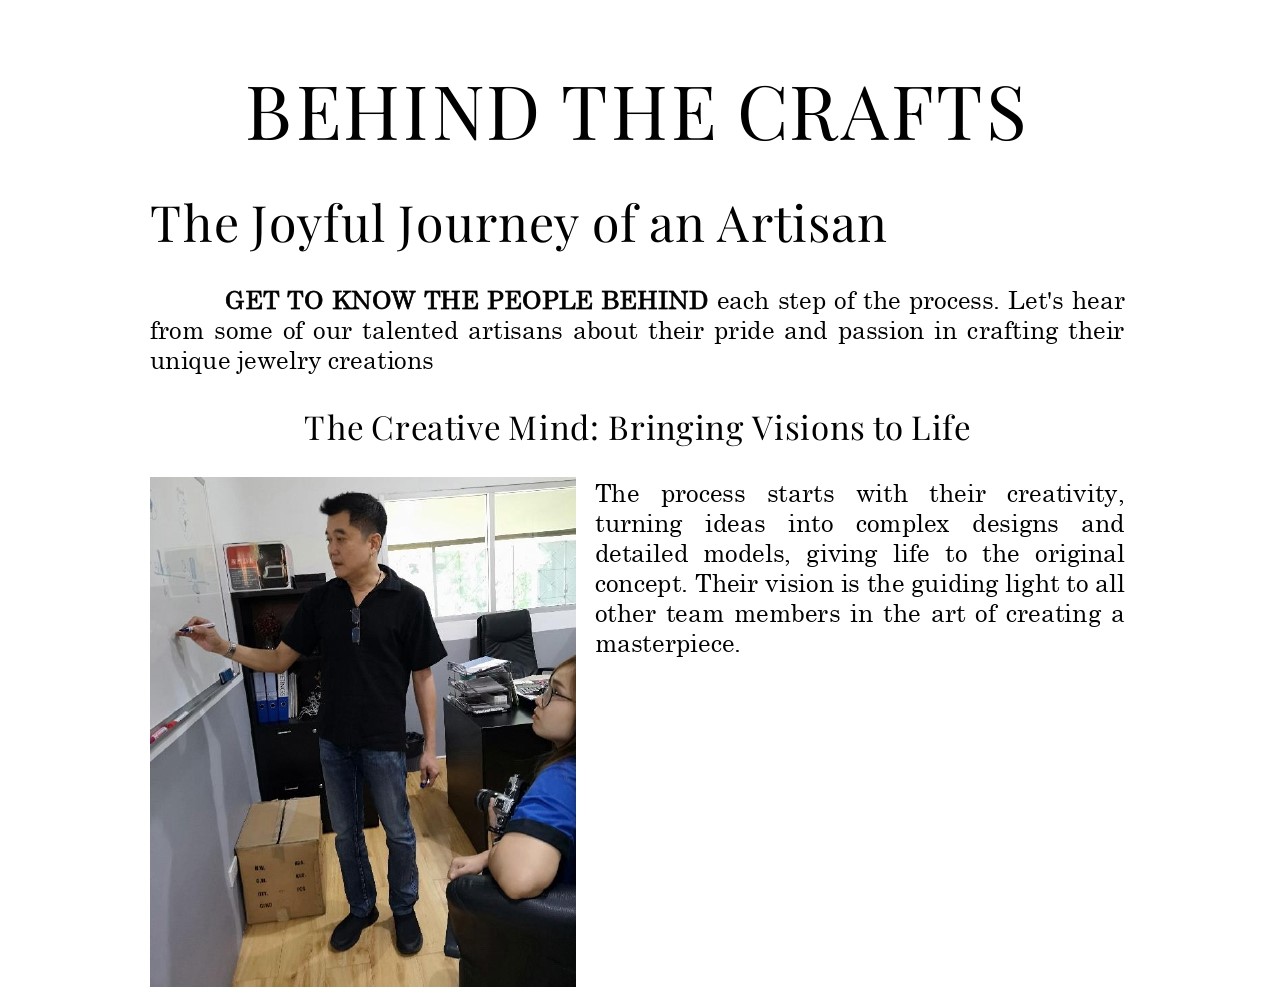 BEHIND THE CRAFTS
The Joyful Journey of an Artisan
GET TO KNOW THE PEOPLE BEHIND each step of the process. Let's hear
from some of our talented artisans about their pride and passion in crafting their
unique jewelry creations
The Creative Mind: Bringing Visions to Life
The process starts with their creativity,
turning ideas into complex designs and
detailed models, giving life to the original
concept. Their vision is the guiding light to all
other team members in the art of creating a
masterpiece.